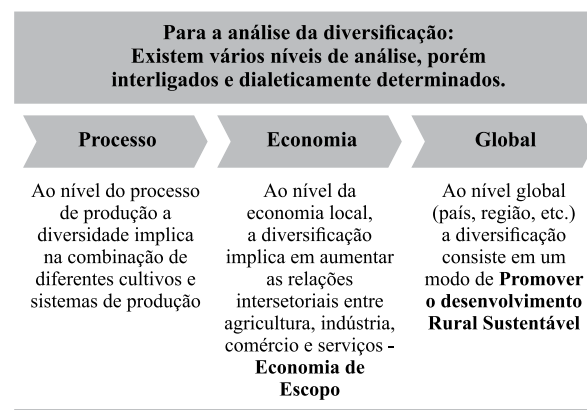 Para a análise da diversificação:
Existem vários níveis de análise, porém
interligados e dialeticamente determinados.
Processo
Ao nível do processo
de produção a
diversidade implica
na combinação de
diferentes cultivos e
sistemas de produção
Economia
Ao nível da
economia local,
a diversificação
implica em aumentar
as relações
intersetoriais entre
agricultura, indústria,
comércio e serviços -
Economia de
Escopo
Global
Ao nível global
(país, região, etc.)
a diversificação
consiste em um
modo de Promover
o desenvolvimento
Rural Sustentável